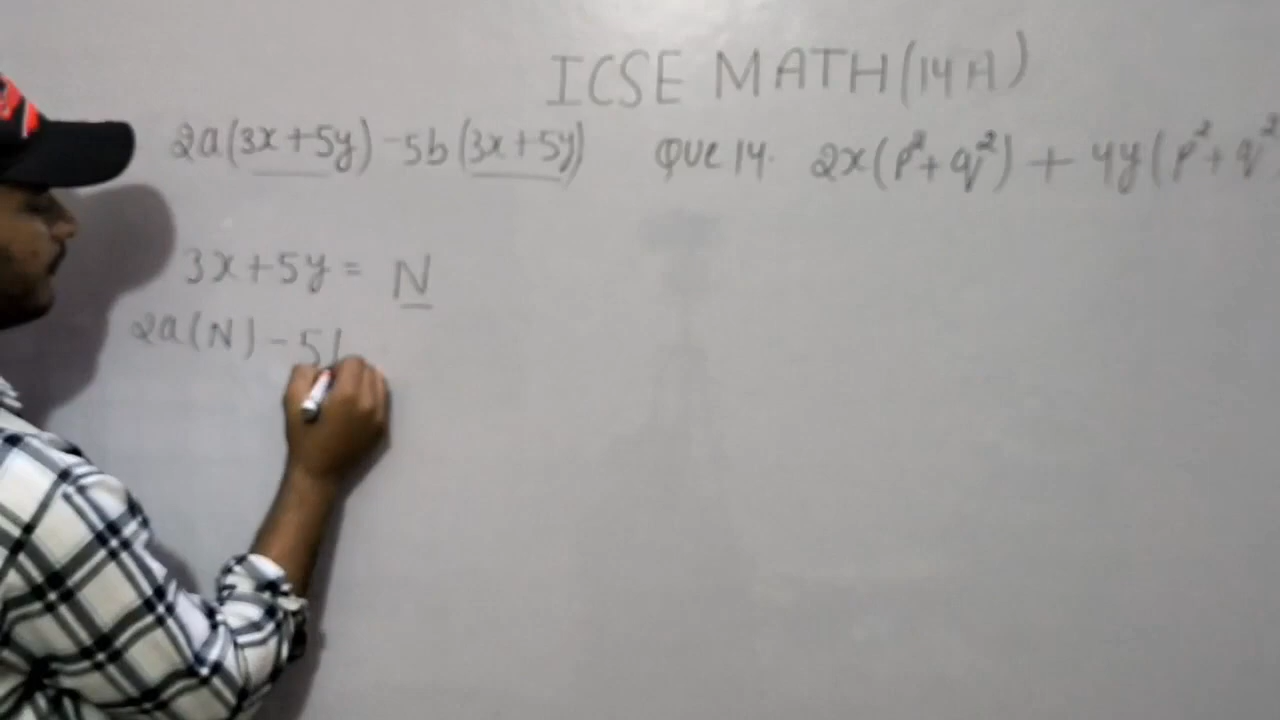 ICSE MATH (14A)
2a(3x+5y)-5b(3x+5y)
QUE 14. 2x(p²+q²)+4y(p²+q²
3x+5y = N
2a(N)-5